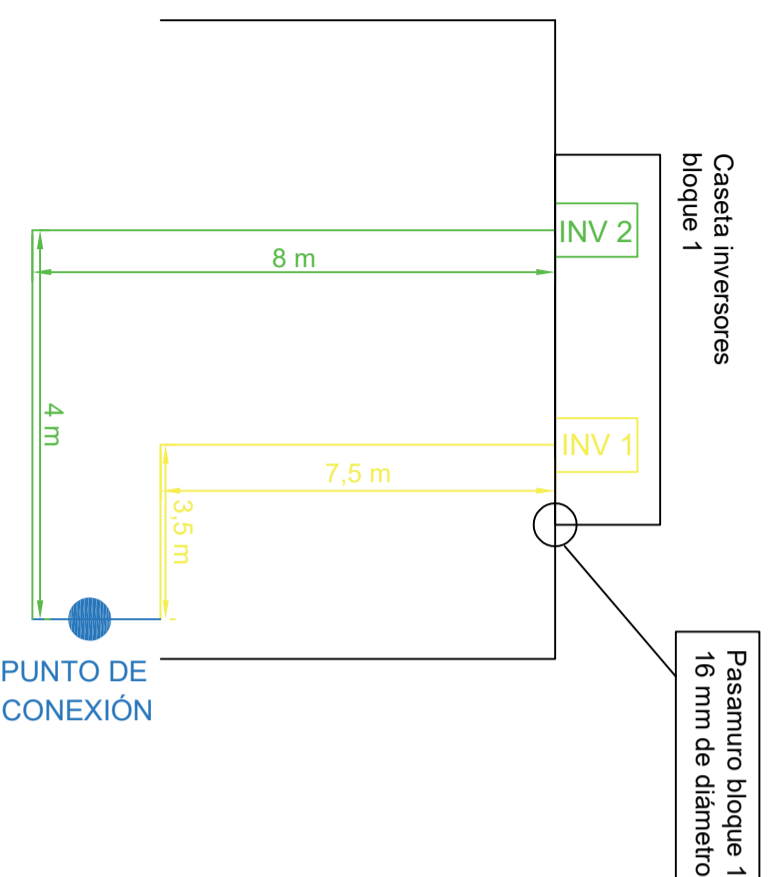 Caseta inversores
bloque 1
INV 2
8 m
4 m
INV 1
7,5 m
3,5 m
PUNTO DE
CONEXIÓN
Pasamuro bloque 1
16 mm de diámetro